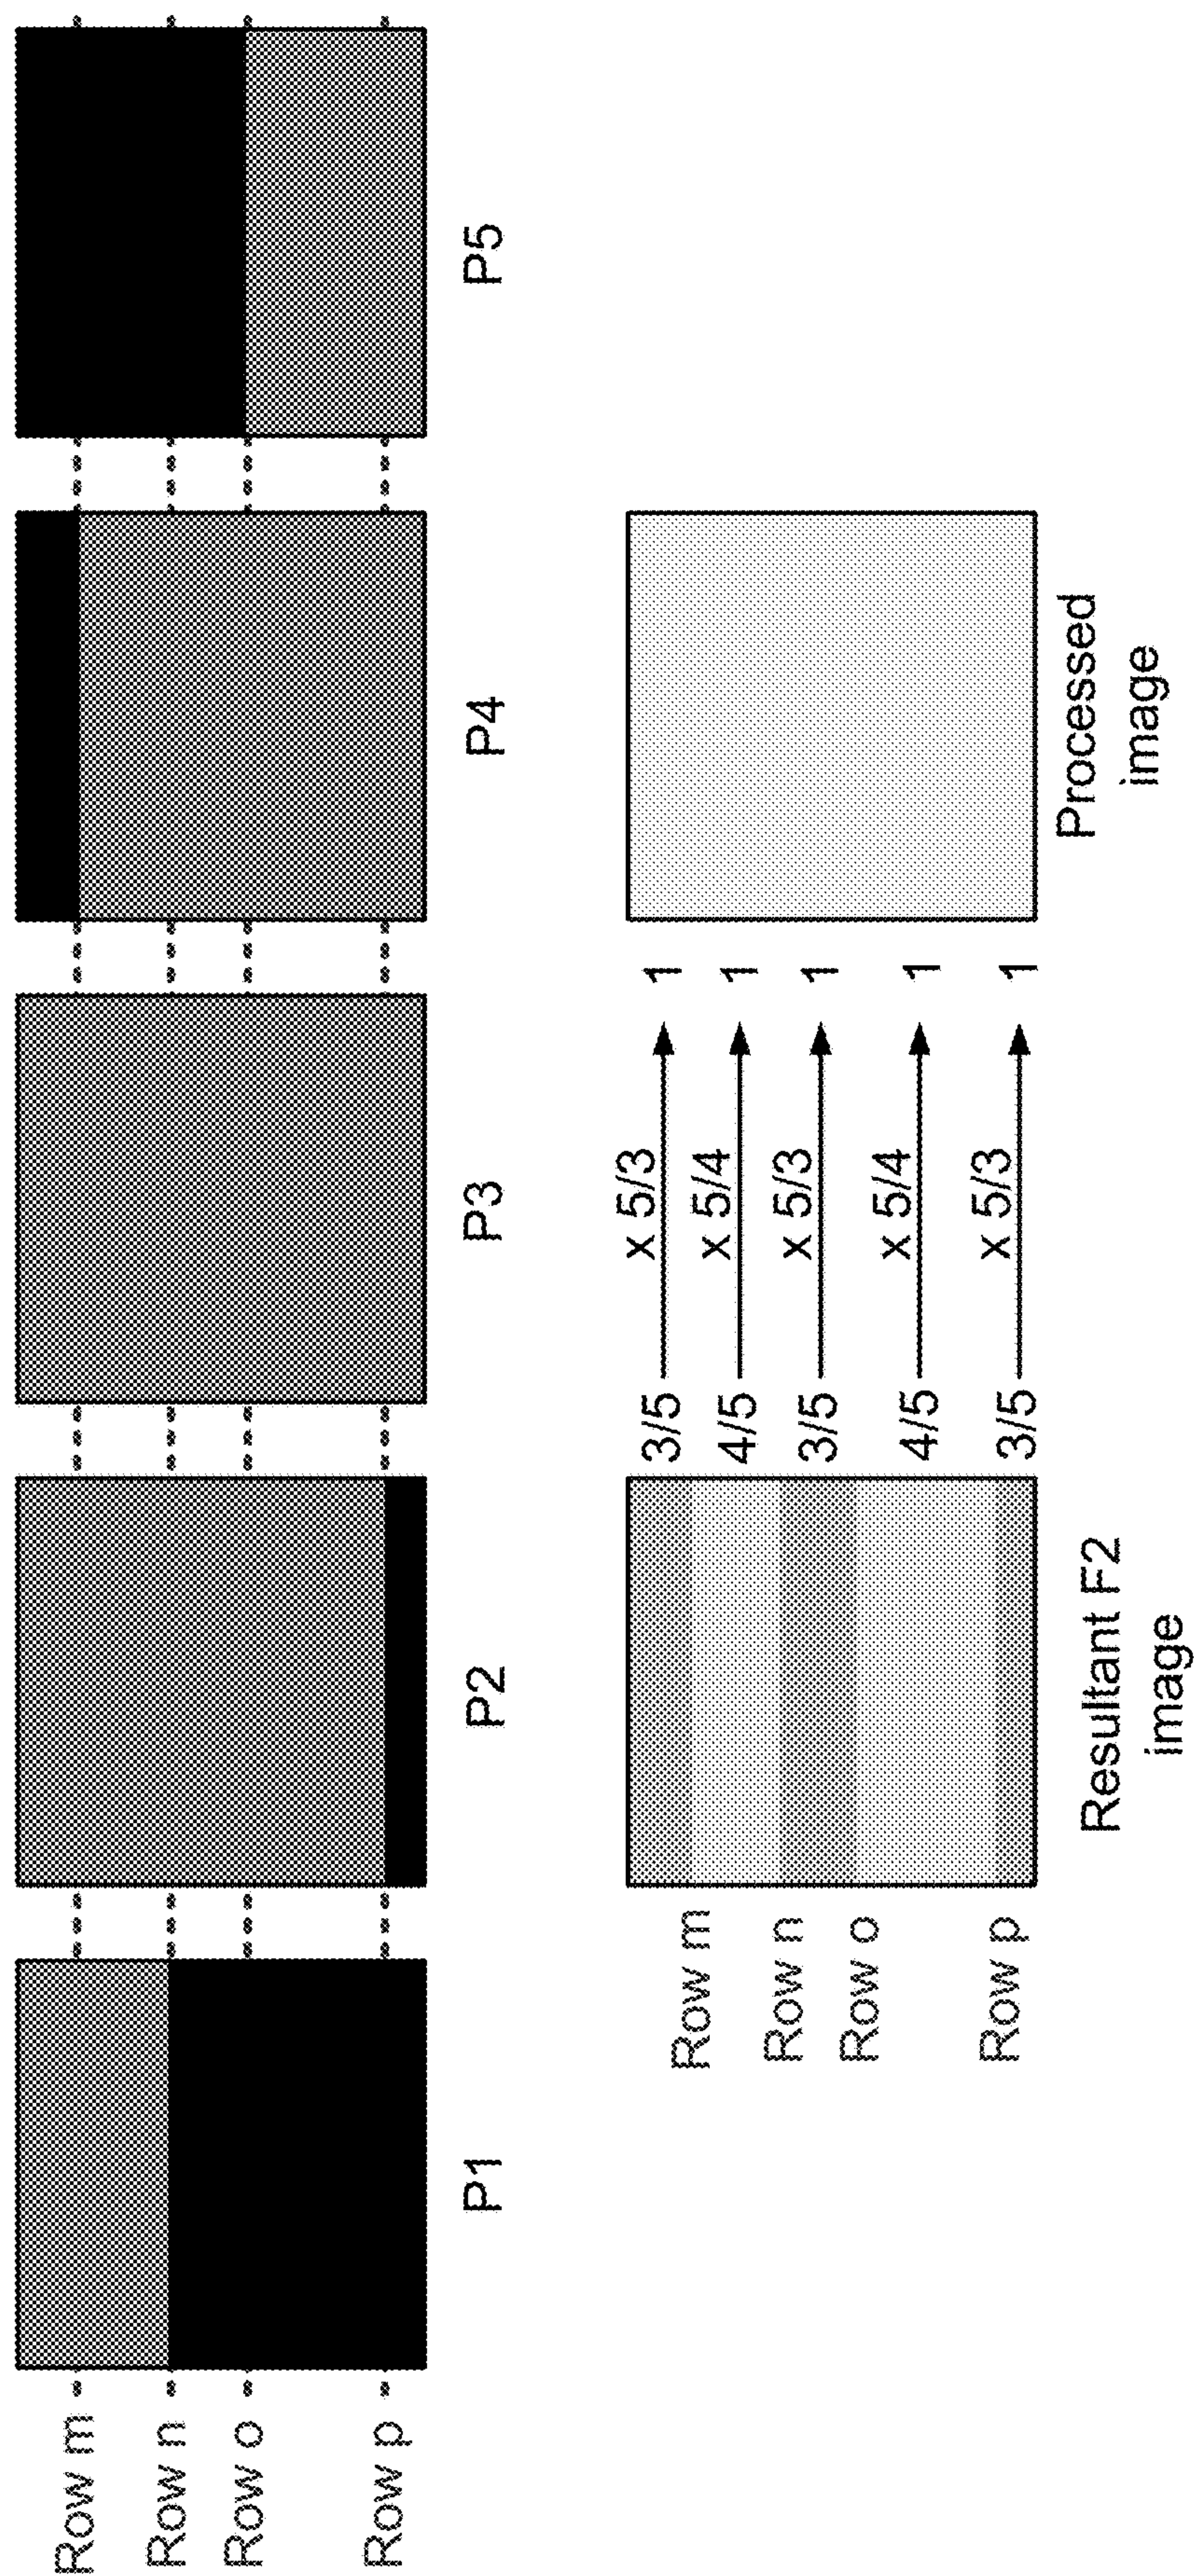 Row m
Row n
Row o
Row p
P1 P2 P3 P4 P5
3/5 x 5/3 1
Row m
4/5 x 5/4 1
Row n
3/5 x 5/3 1
Row o
4/5 x 5/4 1
Row p
3/5 x 5/3 1
Resultant F2
image
Processed
image